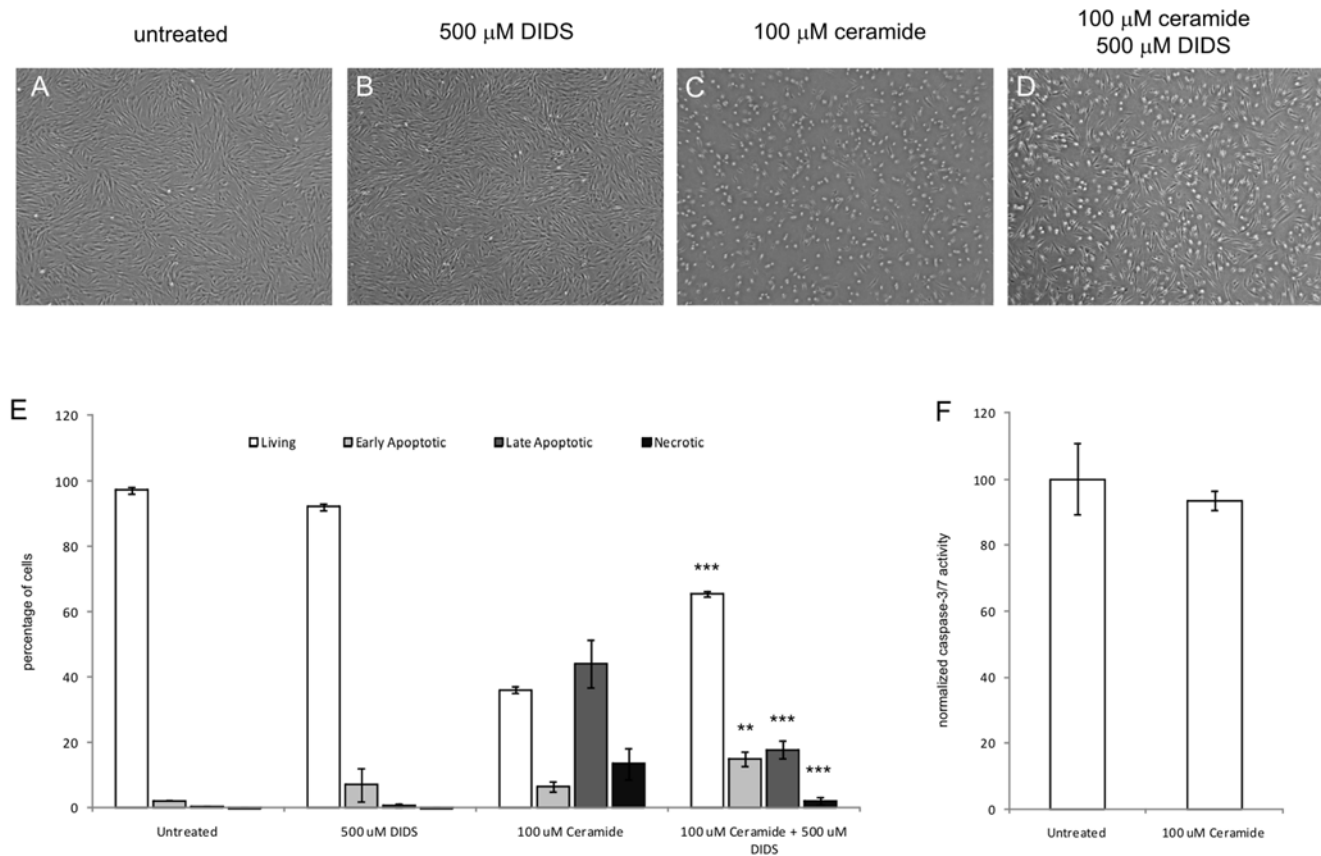 untreated
500 μM DIDS
100 μM ceramide
100 μM ceramide
500 μM DIDS
A
B
C
D
E
120
100
80
60
40
20
0
percentage of cells
Living
Early Apoptotic
Late Apoptotic
Necrotic
***
**
***
***
Untreated
500 uM DIDS
100 uM Ceramide
100 uM Ceramide + 500 uM
DIDS
F
120
100
80
60
40
20
0
normalized caspase-3/7 activity
Untreated
100 uM Ceramide